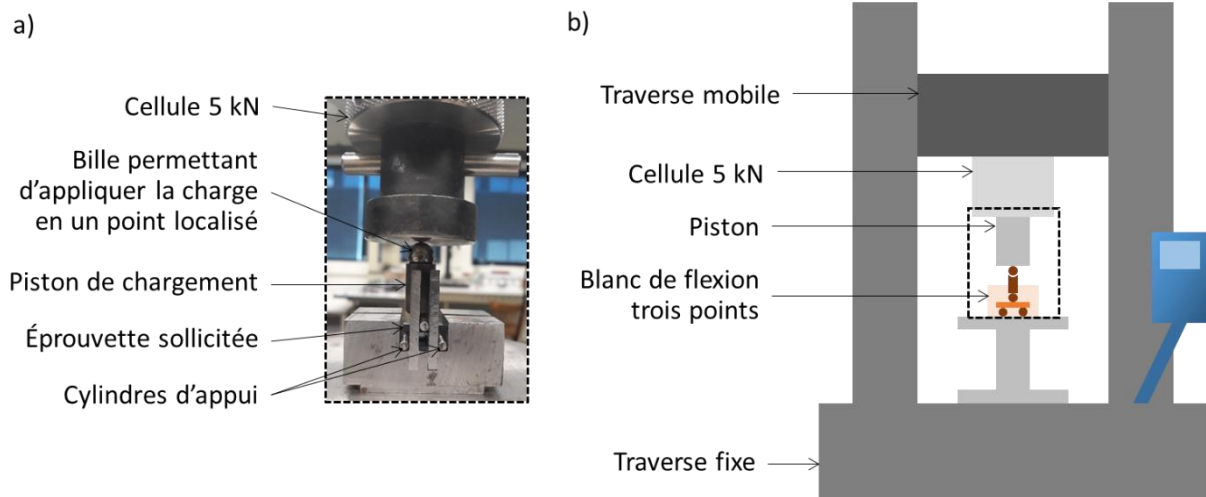 a)
Cellule 5 kN
Bille permettant
d'appliquer la charge
en un point localisé
Piston de chargement
Éprouvette sollicitée
Cylindres d'appui
b)
Traverse mobile
Cellule 5 kN
Piston
Blanc de flexion
trois points
Traverse fixe